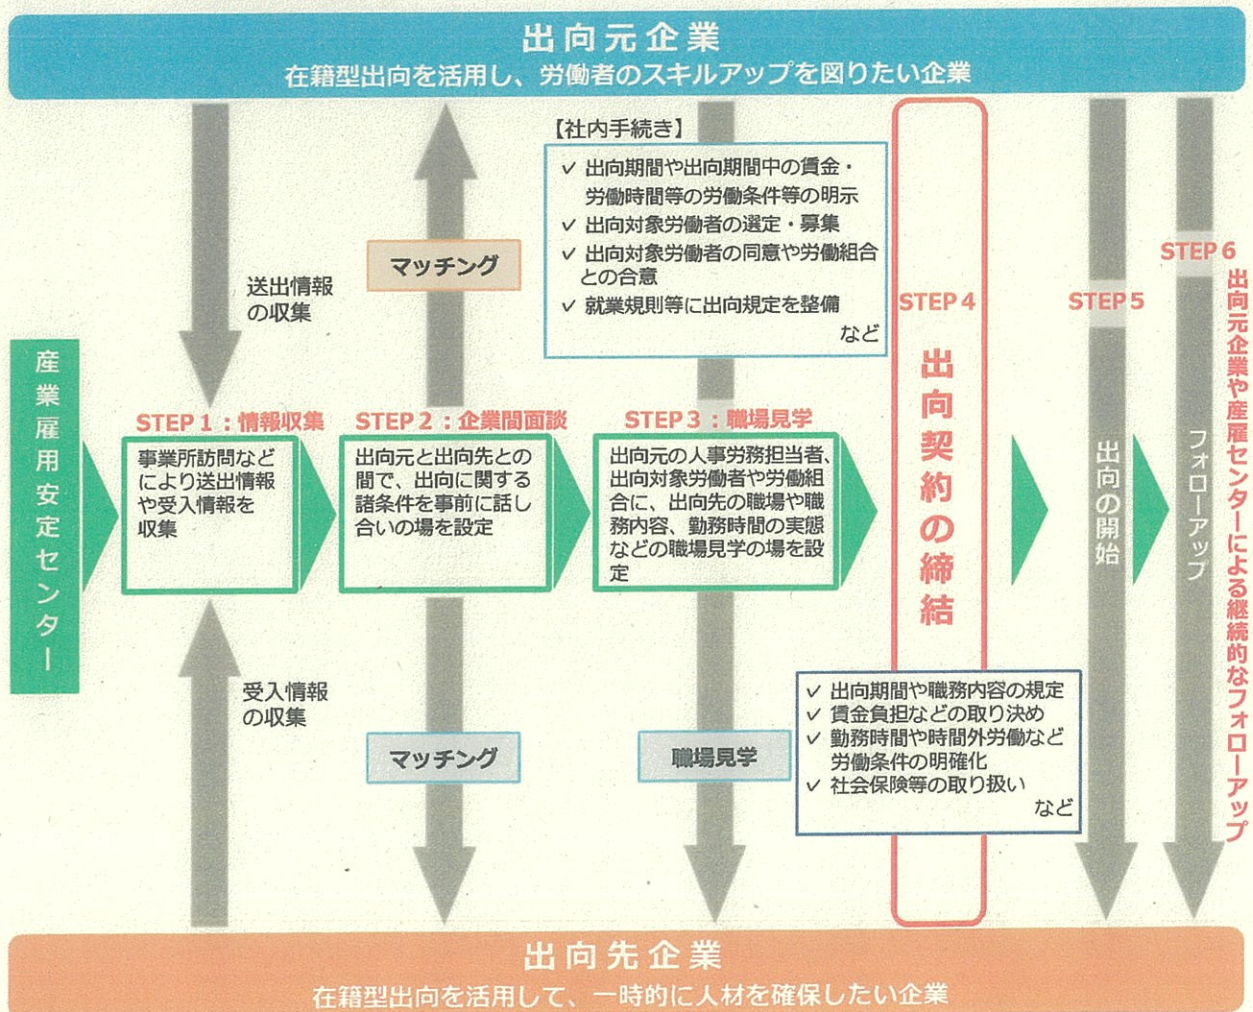 出向元企業
在籍型出向を活用し、労働者のスキルアップを図りたい企業
【社内手続き】
✓ 出向期間や出向期間中の賃金・
労働時間等の労働条件等の明示
✓ 出向対象労働者の選定・募集
✓ 出向対象労働者の同意や労働組合
との合意
✓ 就業規則等に出向規定を整備
など
マッチング
送出情報
の収集
産業雇用安定センター
STEP1：情報収集
事業所訪問など
により送出情報
や受入情報を
収集
STEP2：企業間面談
出向元と出向先との
間で、出向に関する
諸条件を事前に話し
合いの場を設定
STEP3：職場見学
出向元の人事労務担当者、
出向対象労働者や労働組
合に、出向先の職場や職
務内容、勤務時間の実態
などの職場見学の場を設
定
STEP4
出向契約の締結
STEP5
出向の開始
STEP6
フォローアップ
出向元企業や産雇センターによる継続的なフォローアップ
受入情報
の収集
マッチング
職場見学
✓ 出向期間や職務内容の規定
✓ 賃金負担などの取り決め
✓ 勤務時間や時間外労働など
労働条件の明確化
✓ 社会保険等の取り扱い
など
出向先企業
在籍型出向を活用して、一時的に人材を確保したい企業